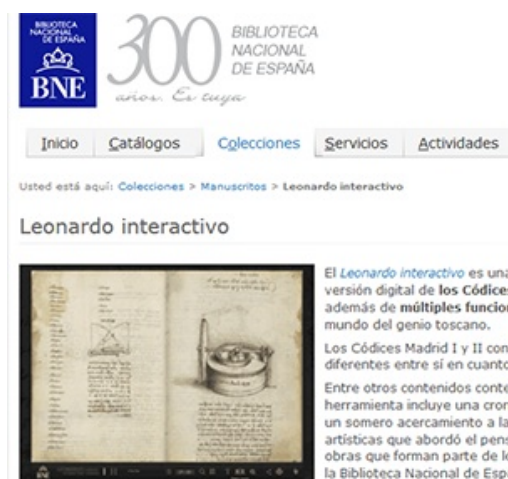 BIBLIOTECA
NACIONAL
DE ESPAÑA
BNE
300
años. Es tuya
BIBLIOTECA
NACIONAL
DE ESPAÑA
Inicio Catálogos Colecciones Servicios Actividades
Usted está aquí: Colecciones > Manuscritos > Leonardo interactivo
Leonardo interactivo
El Leonardo interactivo es una
versión digital de los Códices
además de múltiples funcion
mundo del genio toscano.
Los Códices Madrid I y II con
diferentes entre sí en cuanto
Entre otros contenidos conte
herramienta incluye una cron
un somero acercamiento a la
artísticas que abordó el pens
obras que forman parte de le
la Biblioteca Nacional de Espa